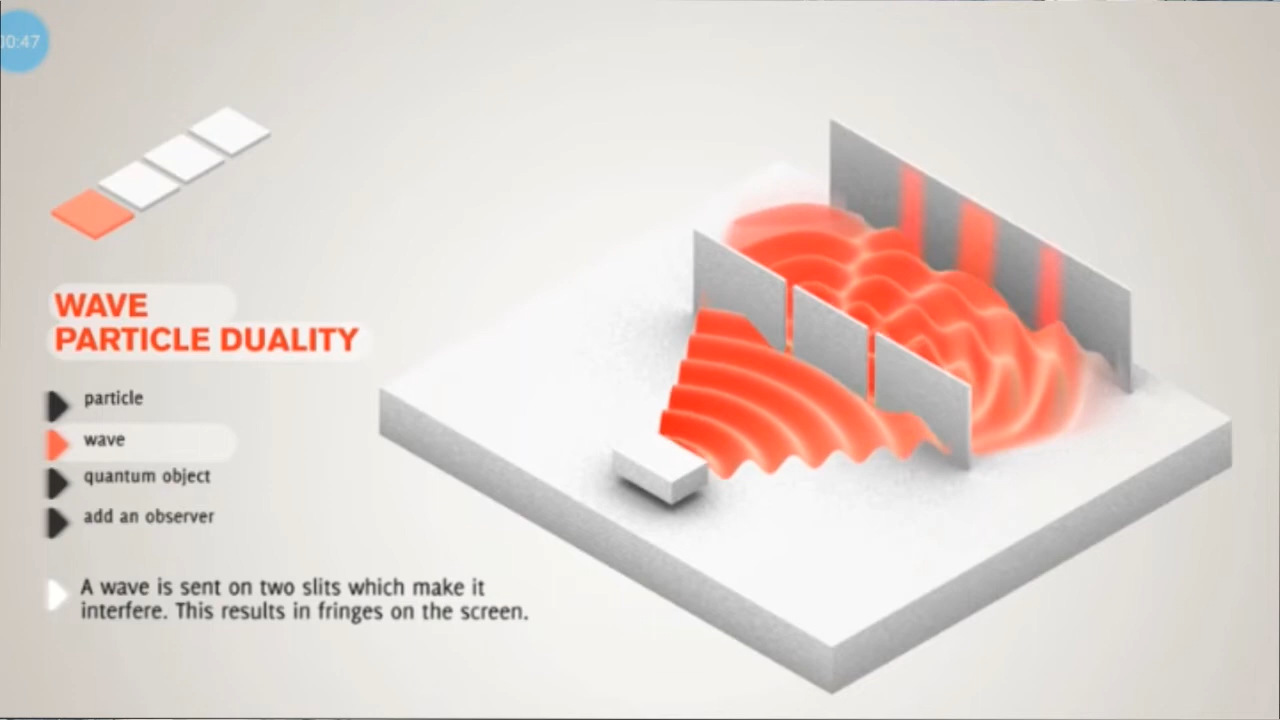 10:47
WAVE
PARTICLE DUALITY
particle
wave
quantum object
add an observer
A wave is sent on two slits which make it
interfere. This results in fringes on the screen.